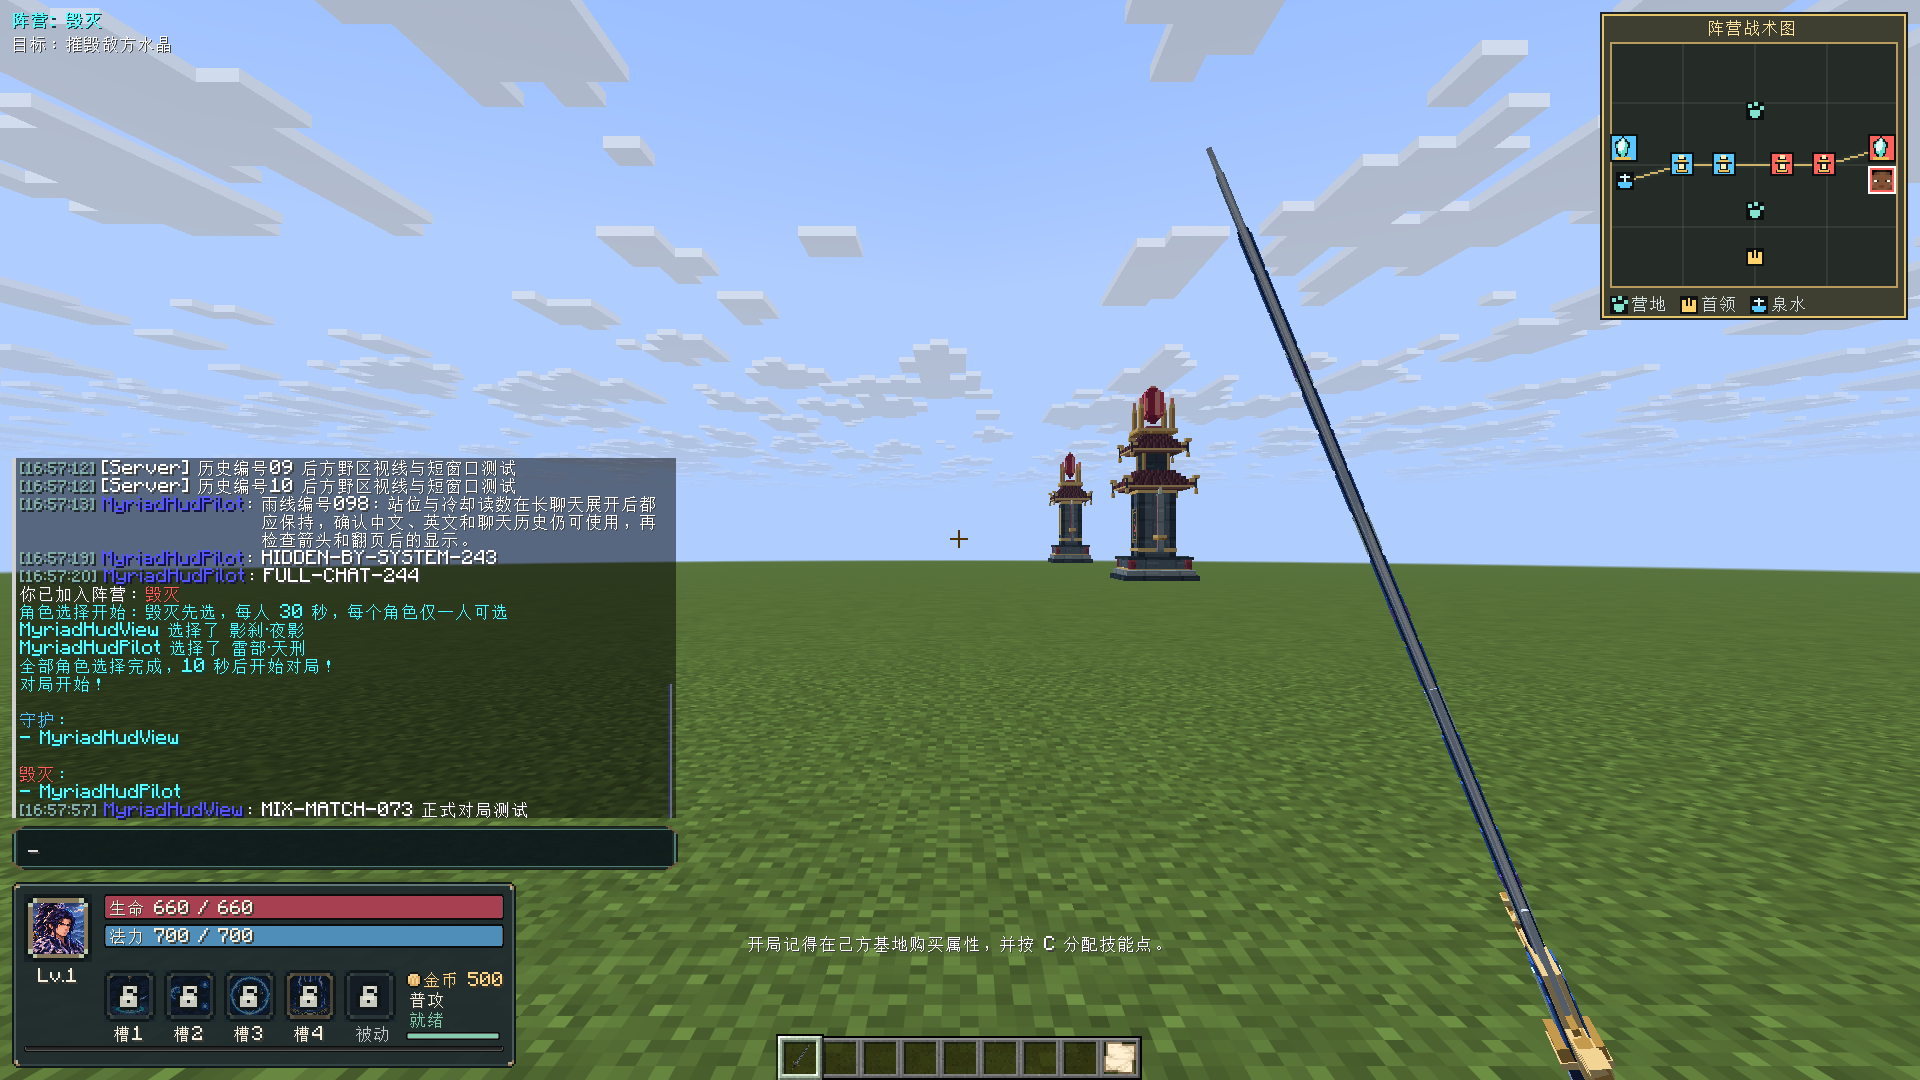 阵营: 毁灭
目标：摧毁敌方水晶
阵营战术图
营地 首领 泉水
[16:57:12] [Server] 历史编号09 后方野区视线与短窗口测试
[16:57:12] [Server] 历史编号10 后方野区视线与短窗口测试
[16:57:13] MyriadHudPilot: 雨线编号098：站位与冷却读数在长聊天展开后都
应保持，确认中文、英文和聊天历史仍可使用，再
检查箭头和翻页后的显示。
[16:57:19] MyriadHudPilot: HIDDEN-BY-SYSTEM-243
[16:57:20] MyriadHudPilot: FULL-CHAT-244
你已加入阵营：毁灭
角色选择开始：毁灭先选，每人 30 秒，每个角色仅一人可选
MyriadHudView 选择了 影刹·夜影
MyriadHudPilot 选择了 雷部·天刑
全部角色选择完成，10 秒后开始对局！
对局开始！
守护：
- MyriadHudView
毁灭：
- MyriadHudPilot
[16:57:57] MyriadHudView: MIX-MATCH-073 正式对局测试
_
生命 660 / 660
法力 700 / 700
Lv.1
金币 500
普攻
就绪
槽1 槽2 槽3 槽4 被动
开局记得在己方基地购买属性，并按 C 分配技能点。